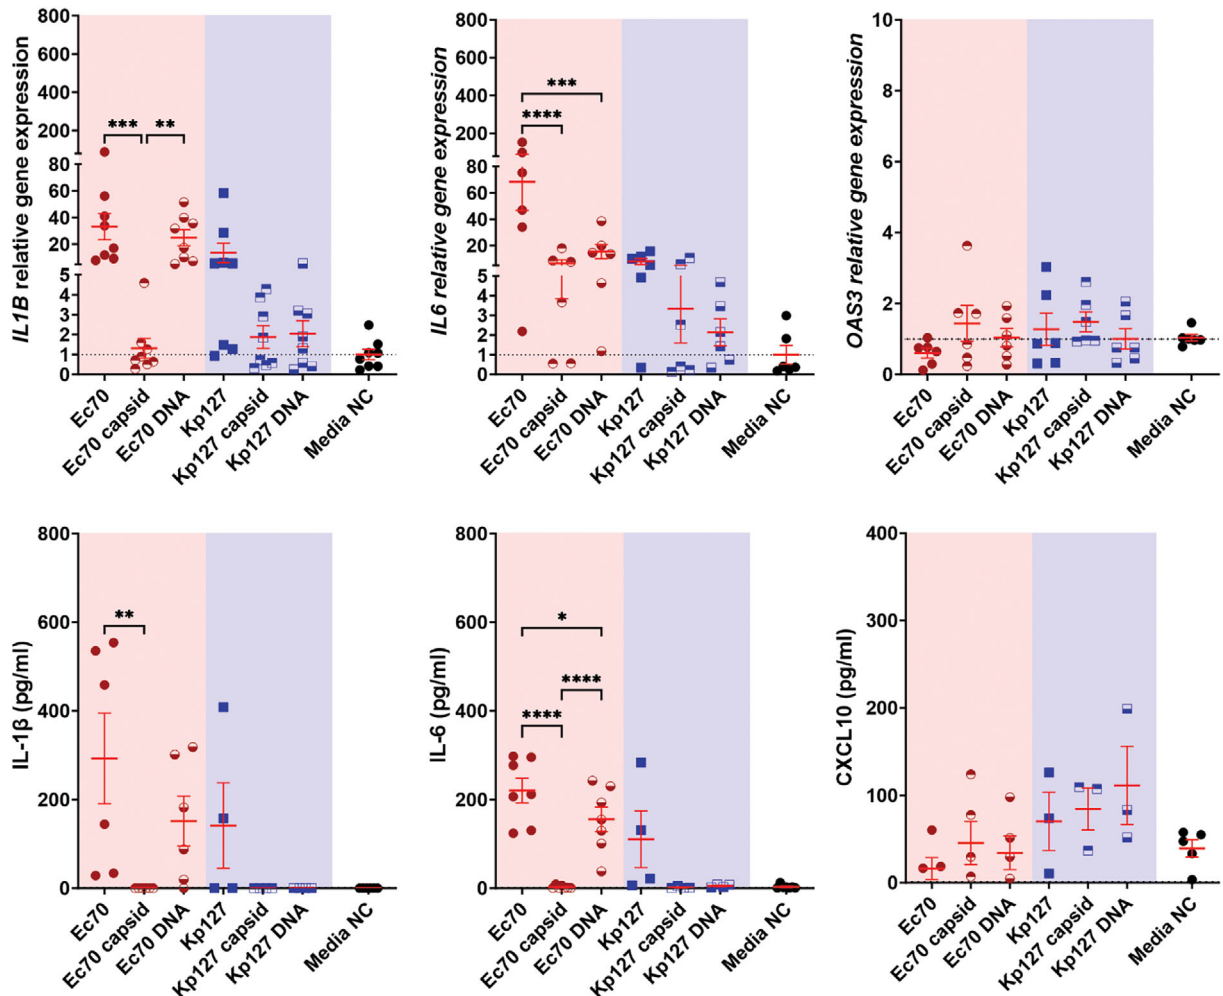 IL1B relative gene expression
800
600
400
200
80
60
40
20
5
4
3
2
1
0
***
**
Ec70
Ec70 capsid
Ec70 DNA
Kp127
Kp127 capsid
Kp127 DNA
Media NC
IL6 relative gene expression
800
600
400
200
80
60
40
20
5
4
3
2
1
0
***
****
Ec70
Ec70 capsid
Ec70 DNA
Kp127
Kp127 capsid
Kp127 DNA
Media NC
OAS3 relative gene expression
10
8
6
4
2
0
Ec70
Ec70 capsid
Ec70 DNA
Kp127
Kp127 capsid
Kp127 DNA
Media NC
IL-1β (pg/ml)
800
600
400
200
0
**
Ec70
Ec70 capsid
Ec70 DNA
Kp127
Kp127 capsid
Kp127 DNA
Media NC
IL-6 (pg/ml)
800
600
400
200
0
*
****
****
Ec70
Ec70 capsid
Ec70 DNA
Kp127
Kp127 capsid
Kp127 DNA
Media NC
CXCL10 (pg/ml)
400
300
200
100
0
Ec70
Ec70 capsid
Ec70 DNA
Kp127
Kp127 capsid
Kp127 DNA
Media NC